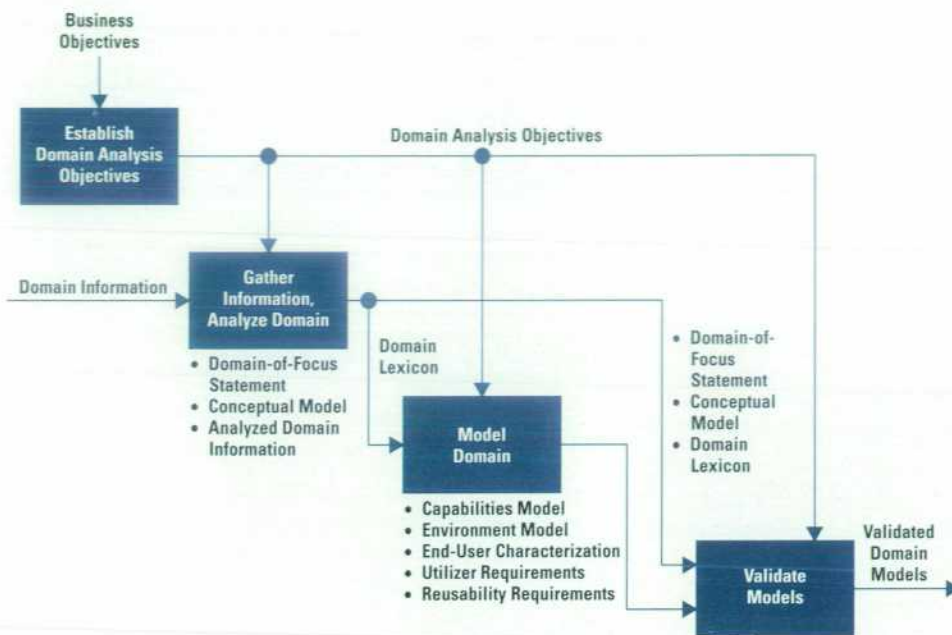 Business
Objectives
Establish
Domain Analysis
Objectives
Domain Analysis Objectives
Domain Information
Gather
Information,
Analyze Domain
• Domain-of-Focus
Statement
• Conceptual Model
• Analyzed Domain
Information
Domain
Lexicon
• Domain-of-
Focus
Statement
• Conceptual
Model
• Domain
Lexicon
Model
Domain
• Capabilities Model
• Environment Model
• End-User Characterization
• Utilizer Requirements
• Reusability Requirements
Validate
Models
Validated
Domain
Models